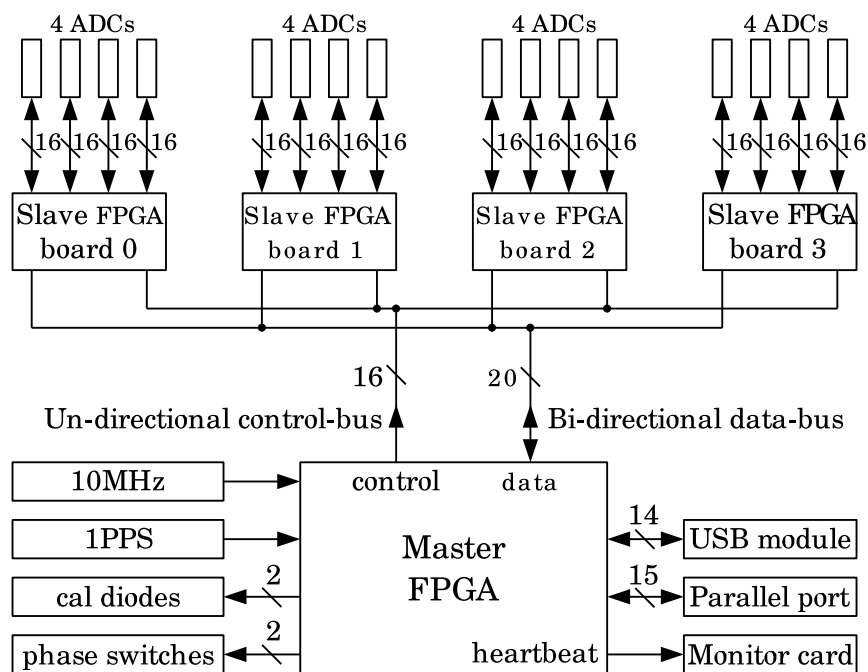 4 ADCs 4 ADCs 4 ADCs 4 ADCs
16 16 16 16 16 16 16 16 16 16 16 16 16 16 16 16
Slave FPGA board 0
Slave FPGA board 1
Slave FPGA board 2
Slave FPGA board 3
16 20
Un-directional control-bus Bi-directional data-bus
10MHz
1PPS
cal diodes
2
phase switches
2
control data
Master
FPGA
heartbeat
14
USB module
15
Parallel port
Monitor card